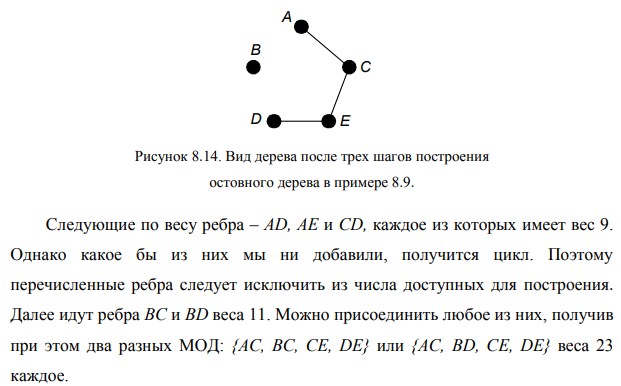 A
B
C
D
E
Рисунок 8.14. Вид дерева после трех шагов построения
остовного дерева в примере 8.9.
Следующие по весу ребра – AD, AE и CD, каждое из которых имеет вес 9.
Однако какое бы из них мы ни добавили, получится цикл. Поэтому
перечисленные ребра следует исключить из числа доступных для построения.
Далее идут ребра BC и BD веса 11. Можно присоединить любое из них, получив
при этом два разных МОД: {AC, BC, CE, DE} или {AC, BD, CE, DE} веса 23
каждое.